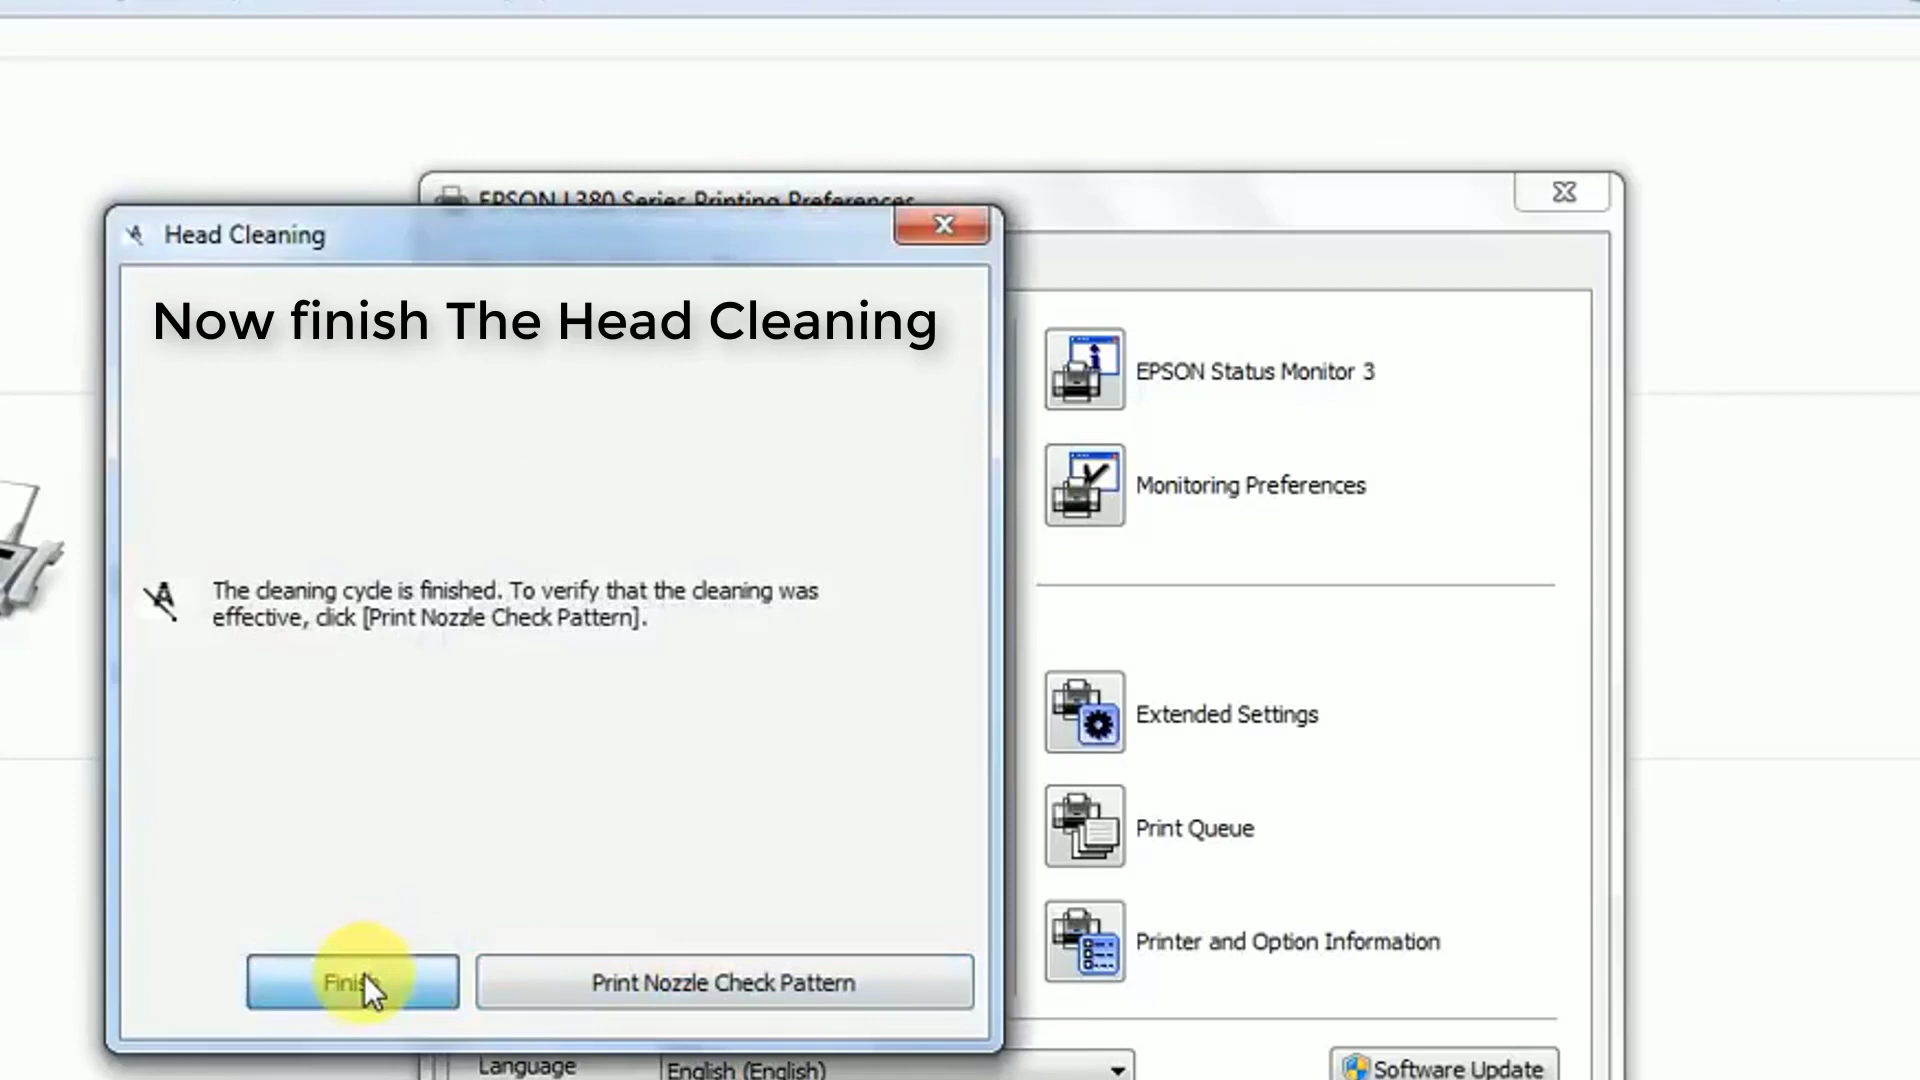 EPSON L380 Series Printing Preferences
Head Cleaning
Now finish The Head Cleaning
EPSON Status Monitor 3
Monitoring Preferences
The cleaning cycle is finished. To verify that the cleaning was
effective, click [Print Nozzle Check Pattern].
Extended Settings
Print Queue
Printer and Option Information
Finish
Print Nozzle Check Pattern
Language
English (English)
Software Update